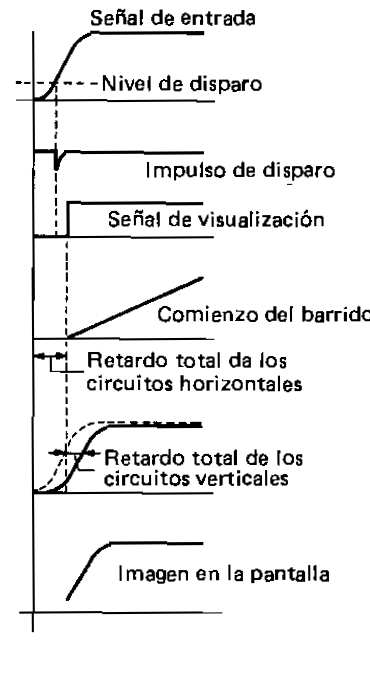 Señal de entrada
Nivel de disparo
Impulso de disparo
Señal de visualización
Comienzo del barrido
Retardo total da los
circuitos horizontales
Retardo total de los
circuitos verticales
Imagen en la pantalla